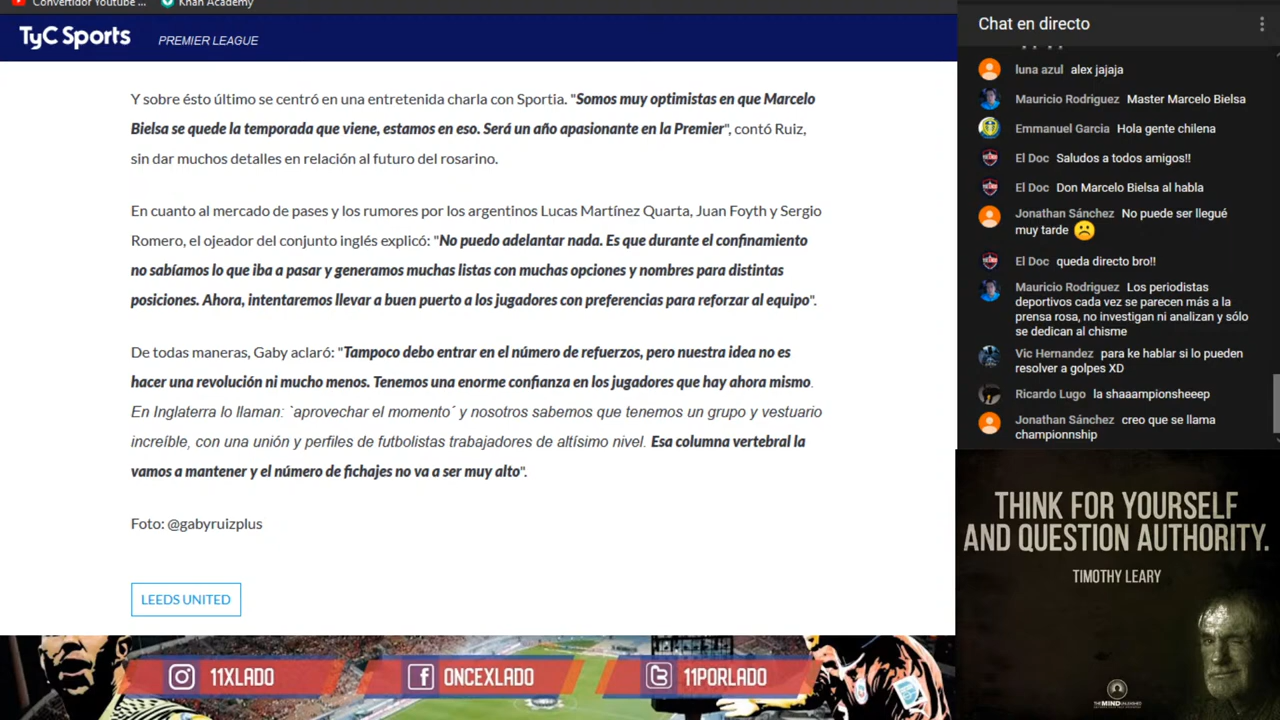 Convertidor Youtube ...
Khan Academy
TyC Sports
PREMIER LEAGUE
Y sobre ésto último se centró en una entretenida charla con Sportia. "Somos muy optimistas en que Marcelo
Bielsa se quede la temporada que viene, estamos en eso. Será un año apasionante en la Premier", contó Ruiz,
sin dar muchos detalles en relación al futuro del rosarino.
En cuanto al mercado de pases y los rumores por los argentinos Lucas Martínez Quarta, Juan Foyth y Sergio
Romero, el ojeador del conjunto inglés explicó: "No puedo adelantar nada. Es que durante el confinamiento
no sabíamos lo que iba a pasar y generamos muchas listas con muchas opciones y nombres para distintas
posiciones. Ahora, intentaremos llevar a buen puerto a los jugadores con preferencias para reforzar al equipo".
De todas maneras, Gaby aclaró: "Tampoco debo entrar en el número de refuerzos, pero nuestra idea no es
hacer una revolución ni mucho menos. Tenemos una enorme confianza en los jugadores que hay ahora mismo.
En Inglaterra lo llaman: `aprovechar el momento´ y nosotros sabemos que tenemos un grupo y vestuario
increíble, con una unión y perfiles de futbolistas trabajadores de altísimo nivel. Esa columna vertebral la
vamos a mantener y el número de fichajes no va a ser muy alto".
Foto: @gabyruizplus
LEEDS UNITED
11XLADO
ONCEXLADO
11PORLADO
Chat en directo
luna azul alex jajaja
Mauricio Rodriguez Master Marcelo Bielsa
Emmanuel Garcia Hola gente chilena
El Doc Saludos a todos amigos!!
El Doc Don Marcelo Bielsa al habla
Jonathan Sánchez No puede ser llegué
muy tarde
El Doc queda directo bro!!
Mauricio Rodriguez Los periodistas
deportivos cada vez se parecen más a la
prensa rosa, no investigan ni analizan y sólo
se dedican al chisme
Vic Hernandez para ke hablar si lo pueden
resolver a golpes XD
Ricardo Lugo la shaaampionsheeep
Jonathan Sánchez creo que se llama
championnship
THINK FOR YOURSELF
AND QUESTION AUTHORITY.
TIMOTHY LEARY
THEMINDUNLEASHED